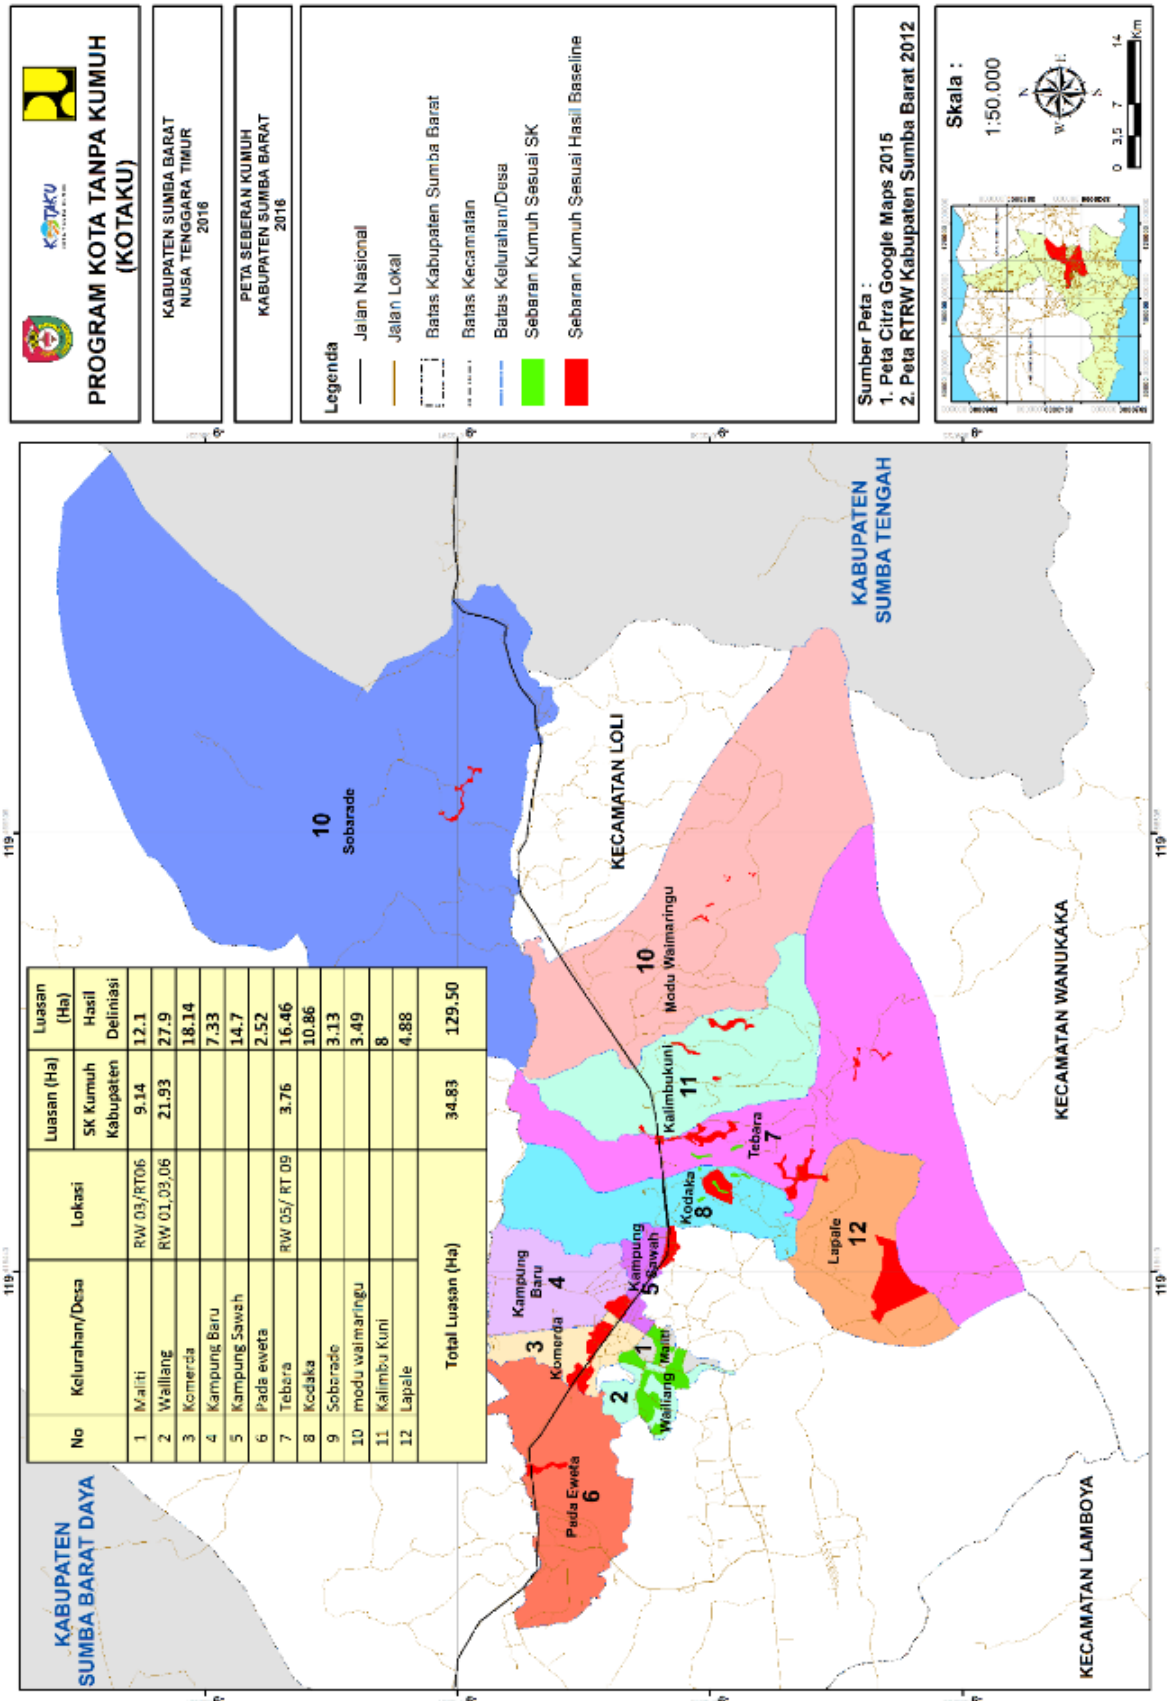 PROGRAM KOTA TANPA KUMUH
(KOTAKU)
KABUPATEN SUMBA BARAT
NUSA TENGGARA TIMUR
2016
PETA SEBERAN KUMUH
KABUPATEN SUMBA BARAT
2016
Legenda
Jalan Nasional
Jalan Lokal
Batas Kabupaten Sumba Barat
Batas Kecamatan
Batas Kelurahan/Desa
Sebaran Kumuh Sesuai SK
Sebaran Kumuh Sesuai Hasil Baseline
Sumber Peta :
1. Peta Citra Google Maps 2015
2. Peta RTRW Kabupaten Sumba Barat 2012
Skala :
1:50.000
N
W
S
0 3,5 7 14
Km
KABUPATEN
SUMBA BARAT DAYA
No Kelurahan/Desa Lokasi Luasan (Ha) SK Kumuh Kabupaten Luasan (Ha) Hasil Deliniasi
1 Maliti RW 03/RT06 9.14 12.1
2 Wailiang RW 01,03,06 21.93 27.9
3 Komerda 18.14
4 Kampung Baru 7.33
5 Kampung Sawah 14.7
6 Pada eweta 2.52
7 Tebara RW 05/ RT 09 3.76 16.46
8 Kodaka 10.86
9 Sobarade 3.13
10 modu waimaringu 3.49
11 Kalimbu Kuni 8
12 Lapale 4.88
Total Luasan (Ha) 34.83 129.50
10
Sobarade
KABUPATEN
SUMBA TENGAH
KECAMATAN LOLI
10
Modu Waimaringu
Kalimbukuni
11
Tebara
7
Kodaka
8
Kampung
Sawah
5
Kampung
Baru
4
3
Komerda
1
Maliti
2
Wailiang
Pada Eweta
6
Lapale
12
KECAMATAN WANUKAKA
KECAMATAN LAMBOYA
119
119
119
119